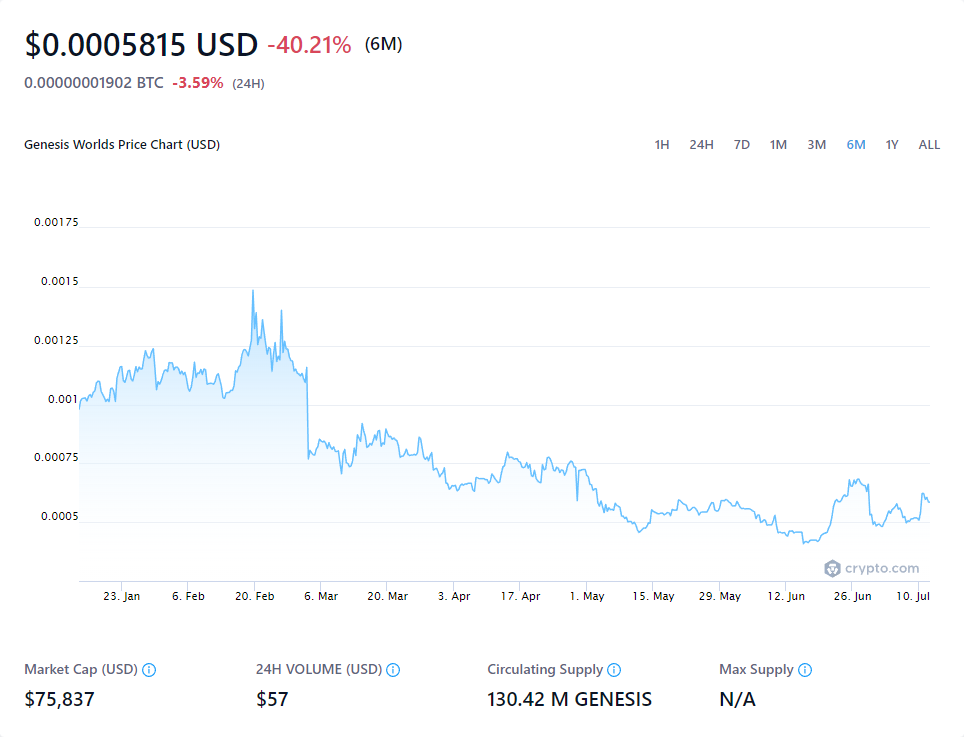 $0.0005815 USD -40.21% (6M)
0.00000001902 BTC -3.59% (24H)
Genesis Worlds Price Chart (USD) 1H 24H 7D 1M 3M 6M 1Y ALL
0.00175
0.0015
0.00125
0.001
0.00075
0.0005
crypto.com
23. Jan 6. Feb 20. Feb 6. Mar 20. Mar 3. Apr 17. Apr 1. May 15. May 29. May 12. Jun 26. Jun 10. Jul
Market Cap (USD) 24H VOLUME (USD) Circulating Supply Max Supply
$75,837 $57 130.42 M GENESIS N/A